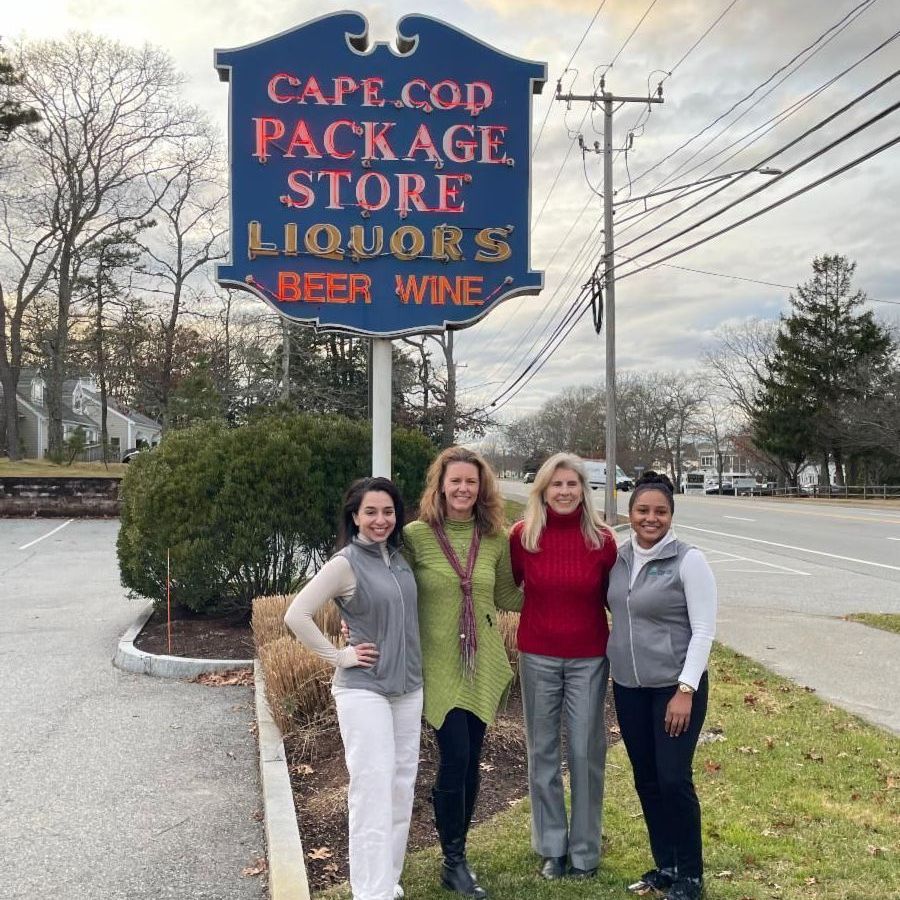 CAPE COD
PACKAGE
STORE
LIQUORS
BEER WINE